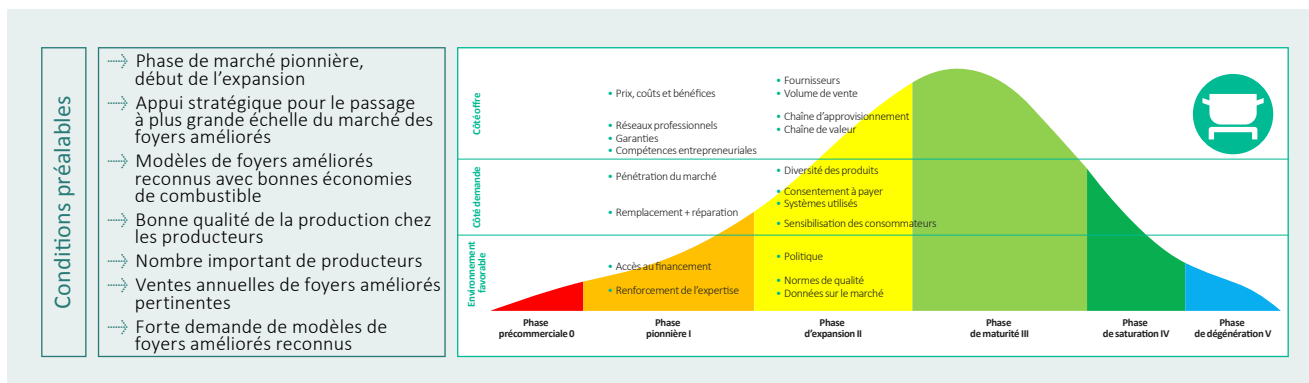 Conditions préalables
Phase de marché pionnière,
début de l'expansion
Appui stratégique pour le passage
à plus grande échelle du marché des
foyers améliorés
Modèles de foyers améliorés
reconnus avec bonnes économies
de combustible
Bonne qualité de la production chez
les producteurs
Nombre important de producteurs
Ventes annuelles de foyers améliorés
pertinentes
Forte demande de modèles de
foyers améliorés reconnus
Côté offre
• Prix, coûts et bénéfices
• Réseaux professionnels
• Garanties
• Compétences entrepreneuriales
• Fournisseurs
• Volume de vente
• Chaîne d'approvisionnement
• Chaîne de valeur
Côté demande
• Pénétration du marché
• Remplacement + réparation
• Diversité des produits
• Consentement à payer
• Systèmes utilisés
• Sensibilisation des consommateurs
Environnement
favorable
• Accès au financement
• Renforcement de l'expertise
• Politique
• Normes de qualité
• Données sur le marché
Phase
précommerciale 0
Phase
pionnière I
Phase
d'expansion II
Phase
de maturité III
Phase
de saturation IV
Phase
de dégénération V